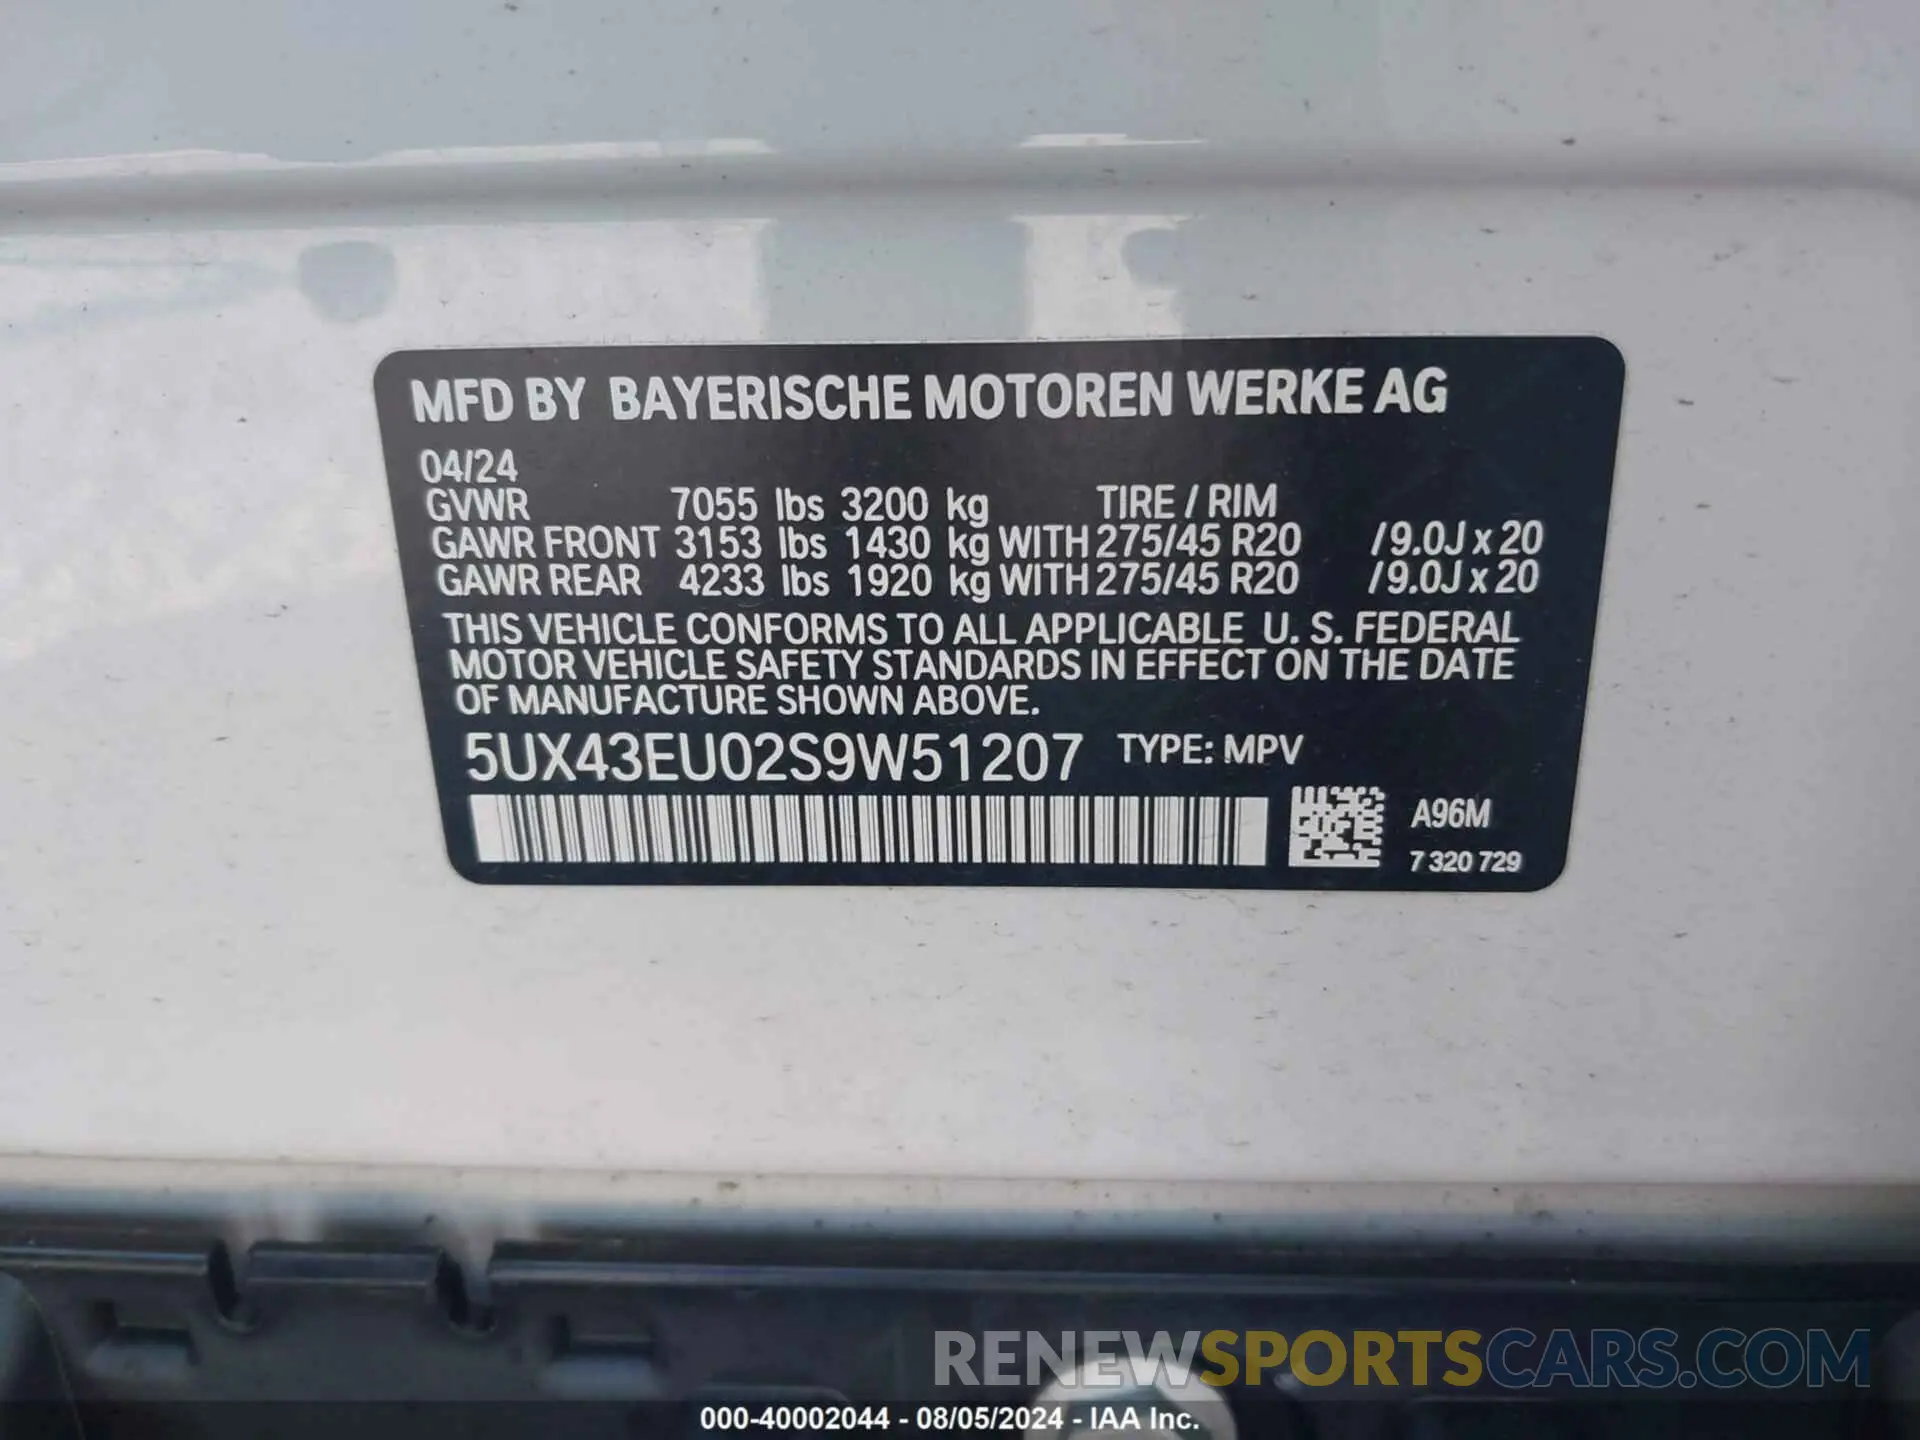 MFD BY BAYERISCHE MOTOREN WERKE AG
04/24
GVWR 7055 lbs 3200 kg TIRE / RIM
GAWR FRONT 3153 lbs 1430 kg WITH 275/45 R20 / 9.0J x 20
GAWR REAR 4233 lbs 1920 kg WITH 275/45 R20 / 9.0J x 20
THIS VEHICLE CONFORMS TO ALL APPLICABLE U. S. FEDERAL
MOTOR VEHICLE SAFETY STANDARDS IN EFFECT ON THE DATE
OF MANUFACTURE SHOWN ABOVE.
5UX43EU02S9W51207 TYPE: MPV
A96M
7 320 729
RENEWSPORTSCARS.COM
000-40002044 - 08/05/2024 - IAA Inc.